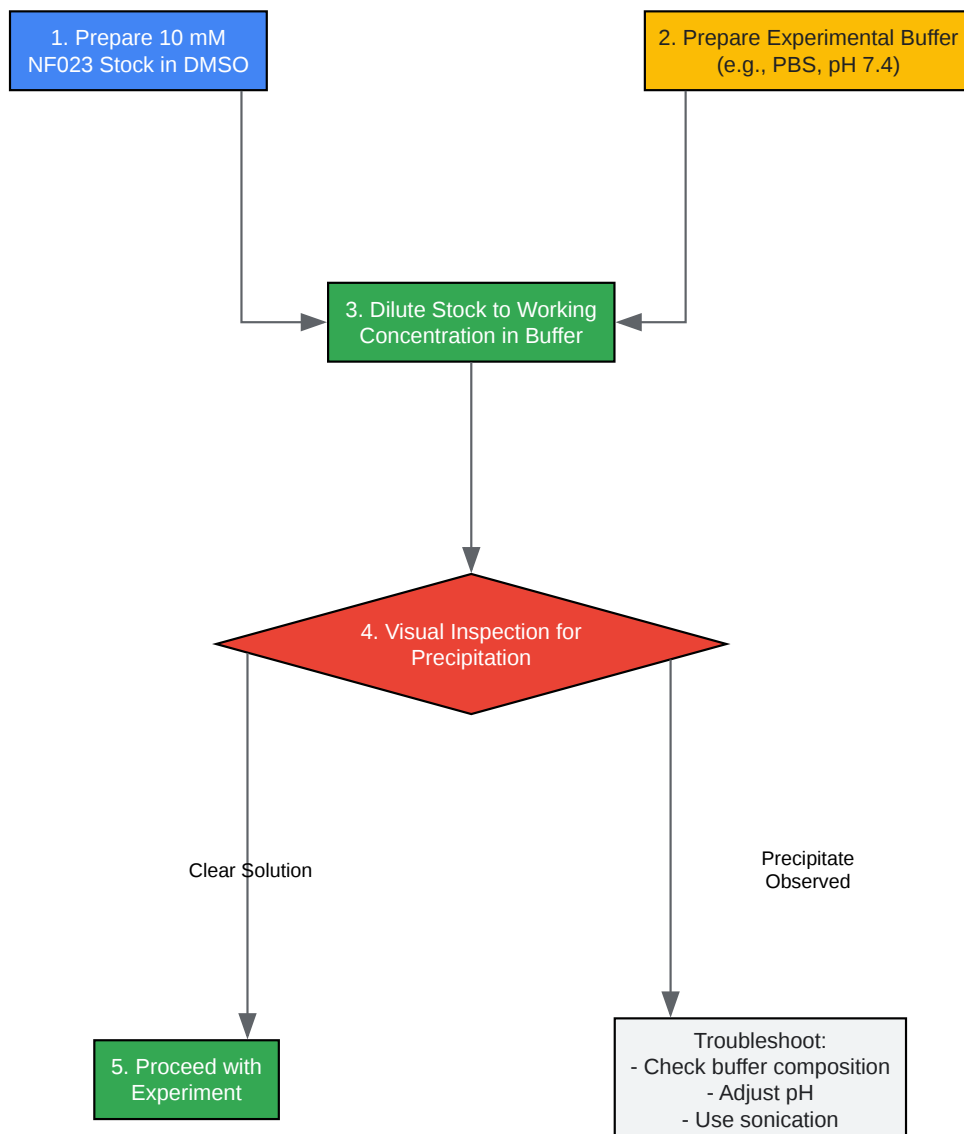 1. Prepare 10 mM
NF023 Stock in DMSO
2. Prepare Experimental Buffer
(e.g., PBS, pH 7.4)
3. Dilute Stock to Working
Concentration in Buffer
4. Visual Inspection for
Precipitation
Clear Solution
Precipitate
Observed
5. Proceed with
Experiment
Troubleshoot:
- Check buffer composition
- Adjust pH
- Use sonication